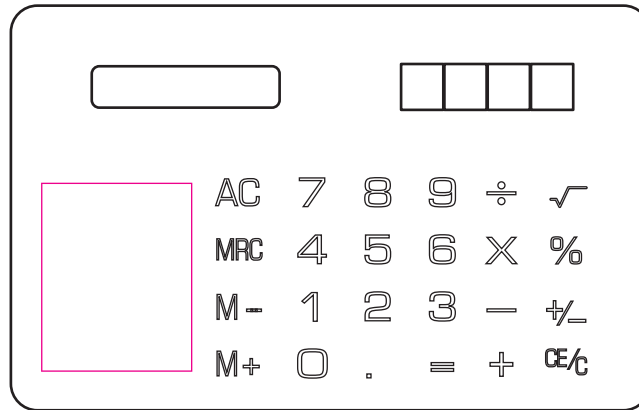 AC 7 8 9 ÷ √
MRC 4 5 6 X %
M - 1 2 3 − +/−
M+ 0 . = + CE/C